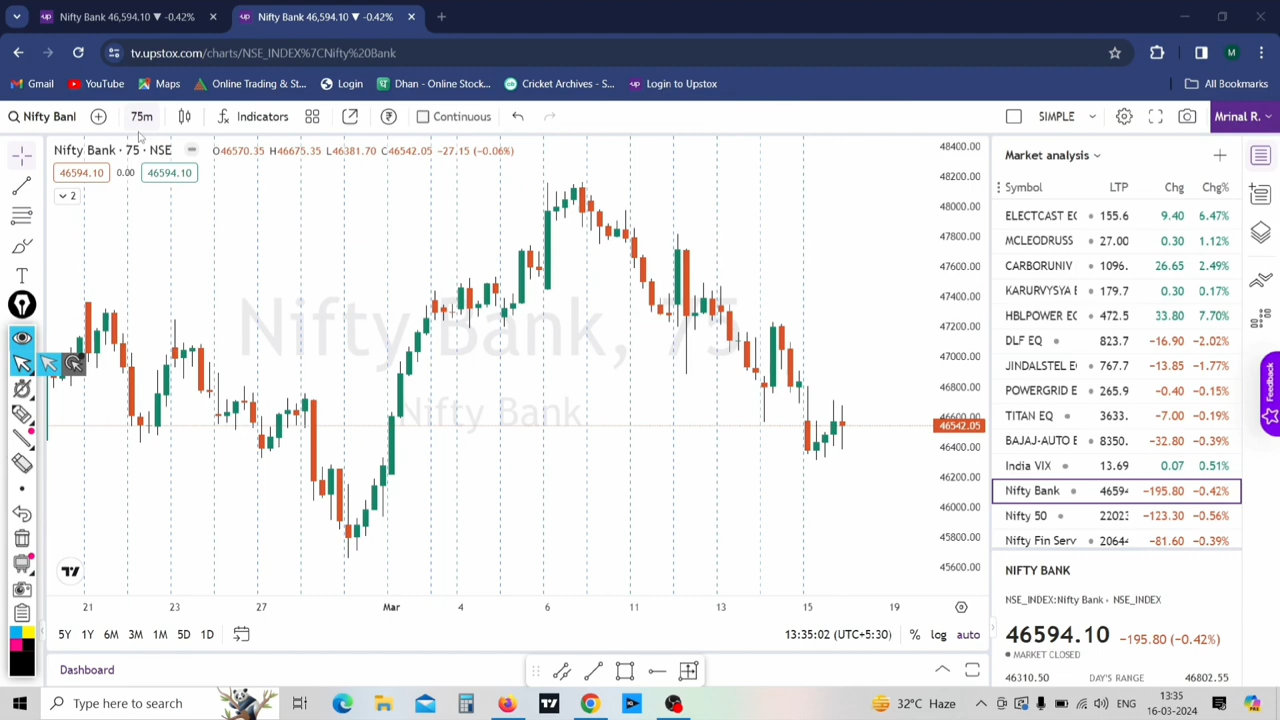 Nifty Bank 46,594.10 ▼ -0.42%
Nifty Bank 46,594.10 ▼ -0.42%
tv.upstox.com/charts/NSE_INDEX%7CNifty%20Bank
Gmail YouTube Maps Online Trading & St... Login Dhan - Online Stock... Cricket Archives - S... Login to Upstox All Bookmarks
Nifty Banl 75m Indicators Continuous SIMPLE Mrinal R.
Nifty Bank · 75 · NSE O46570.35 H46675.35 L46381.70 C46542.05 -27.15 (-0.06%)
46594.10 0.00 46594.10
2
Nifty Bank, 75
Nifty Bank
48400.00
48200.00
48000.00
47800.00
47600.00
47400.00
47200.00
47000.00
46800.00
46600.00
46542.05
46400.00
46200.00
46000.00
45800.00
45600.00
21 23 27 Mar 4 6 11 13 15 19
5Y 1Y 6M 3M 1M 5D 1D 13:35:02 (UTC+5:30) % log auto
Dashboard
Market analysis
Symbol LTP Chg Chg%
ELECTCAST EC 155.6 9.40 6.47%
MCLEODRUSS 27.00 0.30 1.12%
CARBORUNIV 1096. 26.65 2.49%
KARURVYSYA E 179.7 0.30 0.17%
HBLPOWER EC 472.5 33.80 7.70%
DLF EQ 823.7 -16.90 -2.02%
JINDALSTEL E 767.7 -13.85 -1.77%
POWERGRID E 265.9 -0.40 -0.15%
TITAN EQ 3633. -7.00 -0.19%
BAJAJ-AUTO E 8350. -32.80 -0.39%
India VIX 13.69 0.07 0.51%
Nifty Bank 4659 -195.80 -0.42%
Nifty 50 22023 -123.30 -0.56%
Nifty Fin Serv 2064 -81.60 -0.39%
NIFTY BANK
NSE_INDEX:Nifty Bank • NSE_INDEX
46594.10 -195.80 (-0.42%)
MARKET CLOSED
46310.50 DAY'S RANGE 46802.55
Feedback
Type here to search 32°C Haze ENG 13:35
16-03-2024